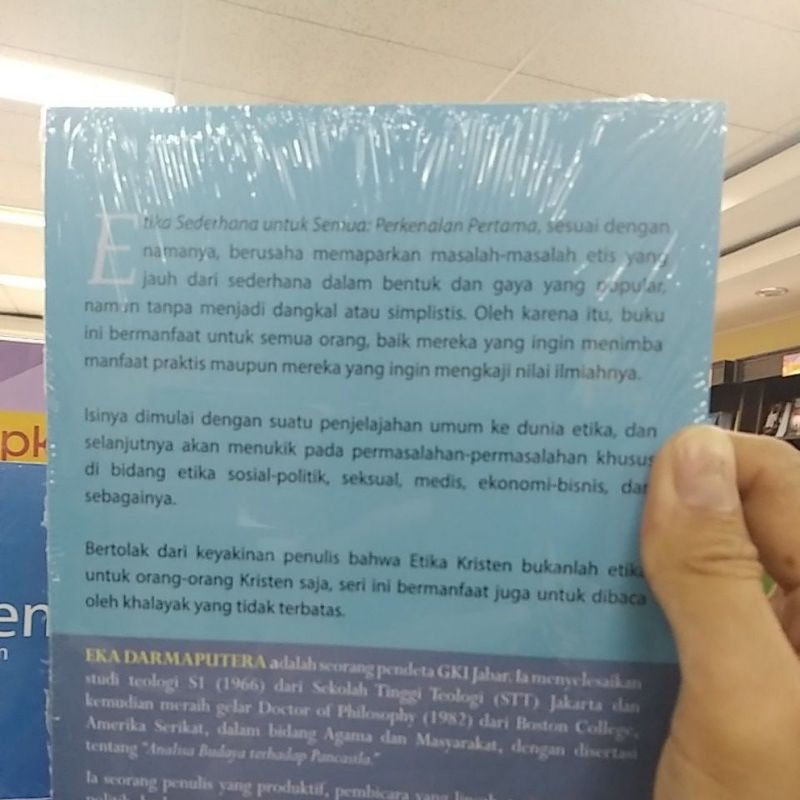 Etika Sederhana untuk Semua: Perkenalan Pertama, sesuai dengan
namanya, berusaha memaparkan masalah-masalah etis yang
jauh dari sederhana dalam bentuk dan gaya yang popular,
namun tanpa menjadi dangkal atau simplistis. Oleh karena itu, buku
ini bermanfaat untuk semua orang, baik mereka yang ingin menimba
manfaat praktis maupun mereka yang ingin mengkaji nilai ilmiahnya.
Isinya dimulai dengan suatu penjelajahan umum ke dunia etika, dan
selanjutnya akan menukik pada permasalahan-permasalahan khusus
di bidang etika sosial-politik, seksual, medis, ekonomi-bisnis, dan
sebagainya.
Bertolak dari keyakinan penulis bahwa Etika Kristen bukanlah etika
untuk orang-orang Kristen saja, seri ini bermanfaat juga untuk dibaca
oleh khalayak yang tidak terbatas.
EKA DARMAPUTERA adalah seorang pendeta GKI Jabar. Ia menyelesaikan
studi teologi S1 (1966) dari Sekolah Tinggi Teologi (STT) Jakarta dan
kemudian meraih gelar Doctor of Philosophy (1982) dari Boston College,
Amerika Serikat, dalam bidang Agama dan Masyarakat, dengan disertasi
tentang "Analisa Budaya terhadap Pancasila."
Ia seorang penulis yang produktif, pembicara yang
pk
en
n